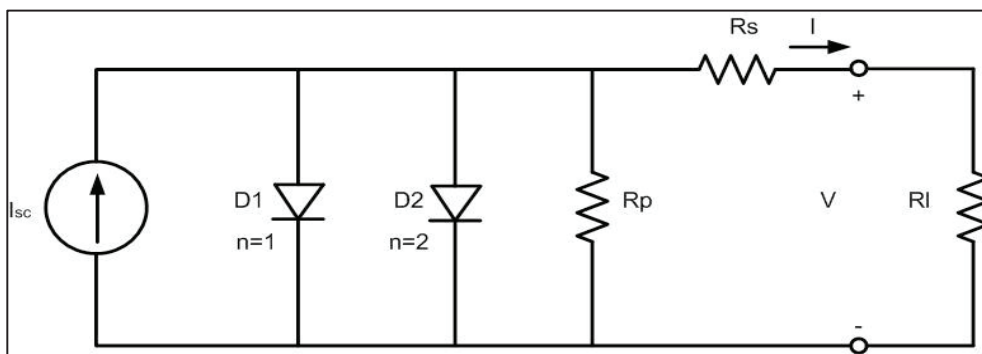 Rs
I
+
Isc
D1
n=1
D2
n=2
Rp
V
Rl
-